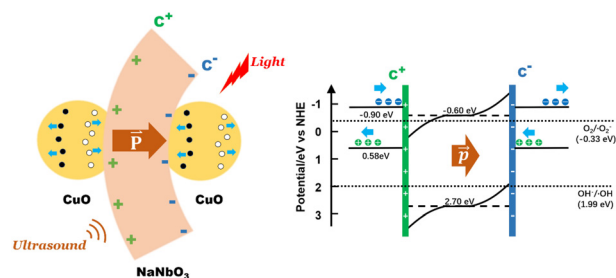 C⁺
C⁻
Light
P
CuO
CuO
Ultrasound
NaNbO₃
C⁺
C⁻
Potential/eV vs NHE
-1
0
1
2
3
-0.90 eV
-0.60 eV
0.58eV
2.70 eV
p
O₂/·O₂⁻
(-0.33 eV)
OH⁻/·OH
(1.99 eV)